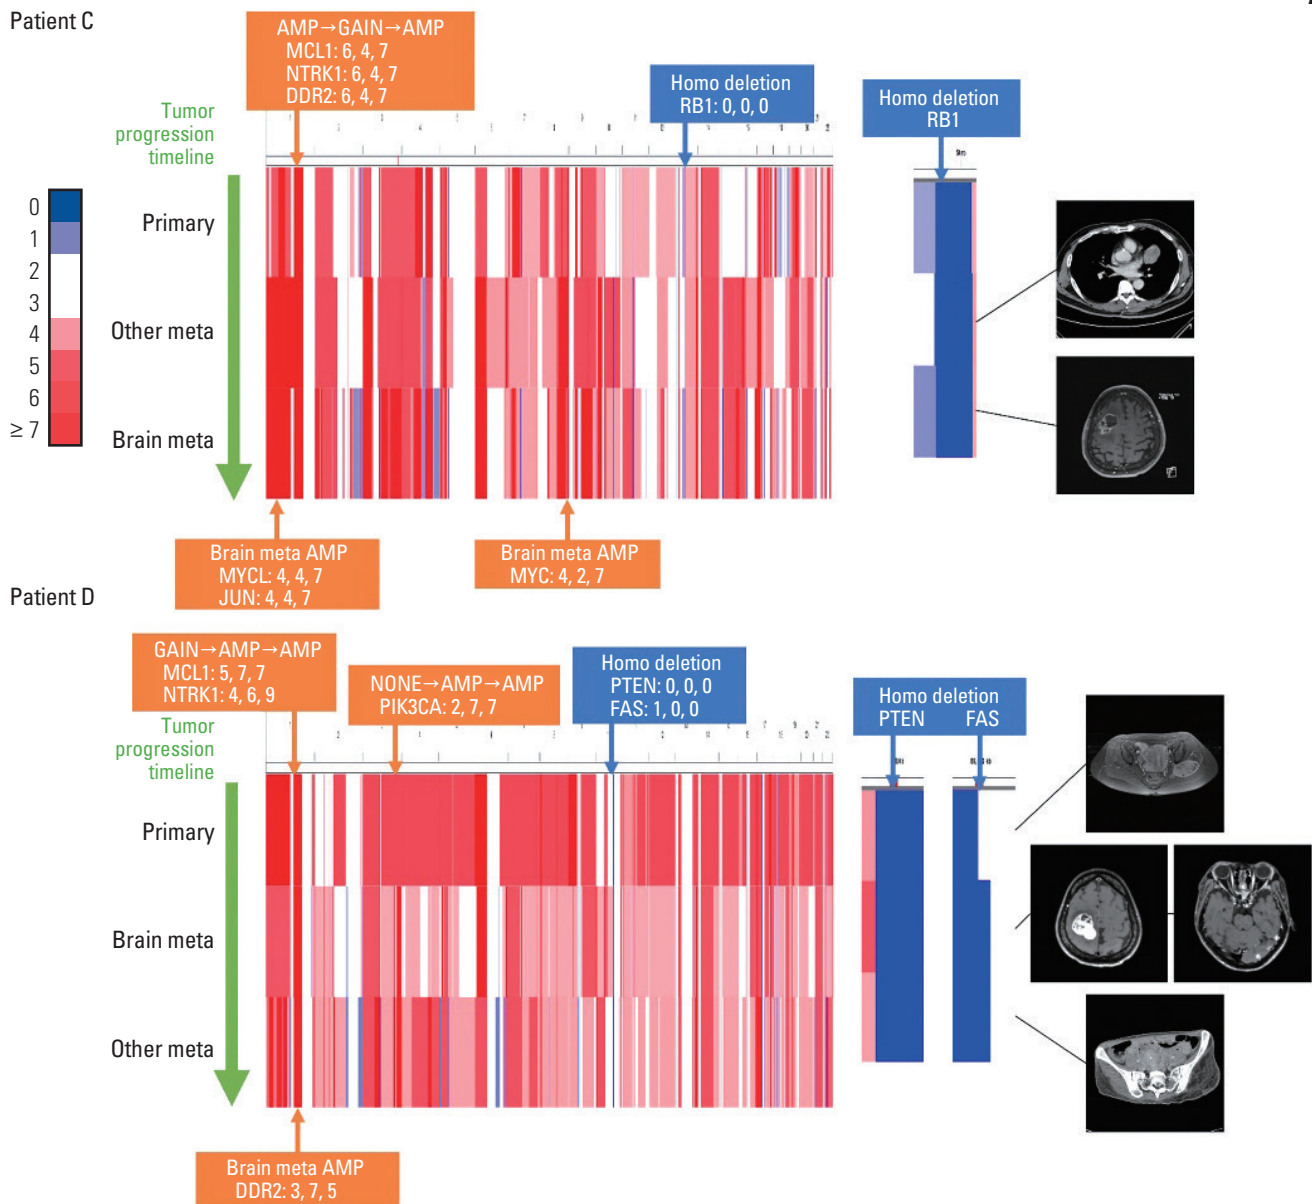 Patient C
AMP→GAIN→AMP
MCL1: 6, 4, 7
NTRK1: 6, 4, 7
DDR2: 6, 4, 7
Homo deletion
RB1: 0, 0, 0
Homo deletion
RB1
Tumor
progression
timeline
0
1
2
3
4
5
6
≥ 7
Primary
Other meta
Brain meta
Brain meta AMP
MYCL: 4, 4, 7
JUN: 4, 4, 7
Brain meta AMP
MYC: 4, 2, 7
Patient D
GAIN→AMP→AMP
MCL1: 5, 7, 7
NTRK1: 4, 6, 9
NONE→AMP→AMP
PIK3CA: 2, 7, 7
Homo deletion
PTEN: 0, 0, 0
FAS: 1, 0, 0
Homo deletion
PTEN FAS
Tumor
progression
timeline
Primary
Brain meta
Other meta
Brain meta AMP
DDR2: 3, 7, 5